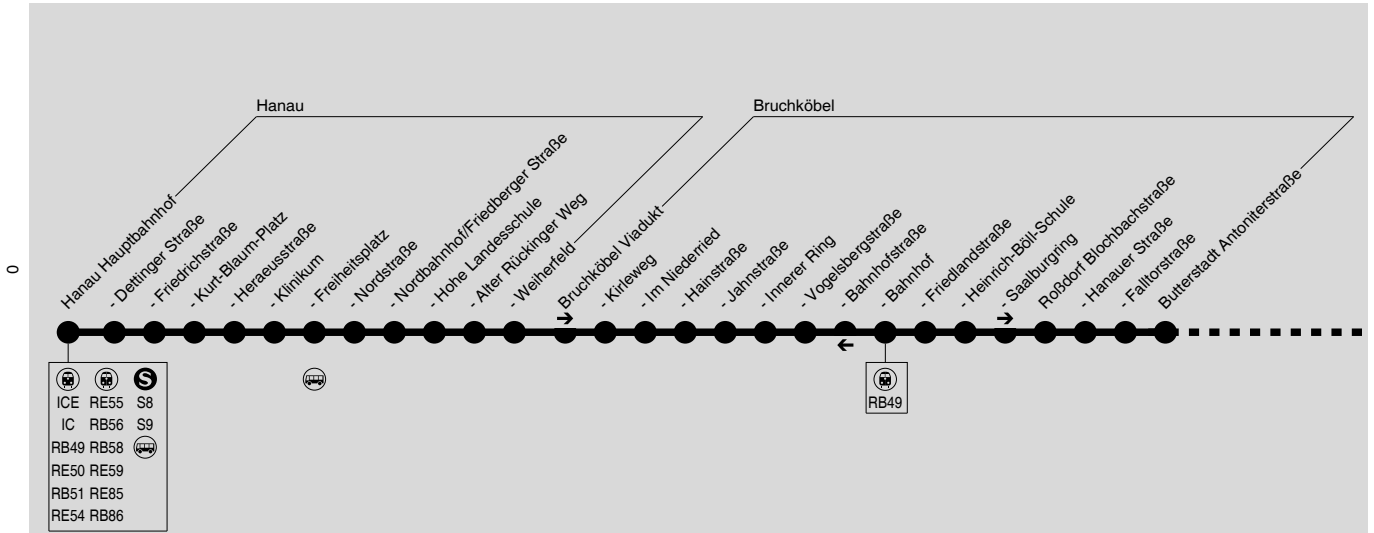 Hanau
Bruchköbel
Hanau Hauptbahnhof
- Dettinger Straße
- Friedrichstraße
- Kurt-Blaum-Platz
- Heraeusstraße
- Klinikum
- Freiheitsplatz
- Nordstraße
- Nordbahnhof/Friedberger Straße
- Hohe Landesschule
- Alter Rückinger Weg
- Weiherfeld
Bruchköbel Viadukt
- Kirleweg
- Im Niederried
- Hainstraße
- Jahnstraße
- Innerer Ring
- Vogelsbergstraße
- Bahnhofstraße
- Bahnhof
- Friedlandstraße
- Heinrich-Böll-Schule
- Saalburgring
Roßdorf Blochbachstraße
- Hanauer Straße
- Falltorstraße
Butterstadt Antoniterstraße
0
S
ICE RE55 S8
IC RB56 S9
RB49 RB58
RE50 RE59
RB51 RE85
RE54 RB86
RB49